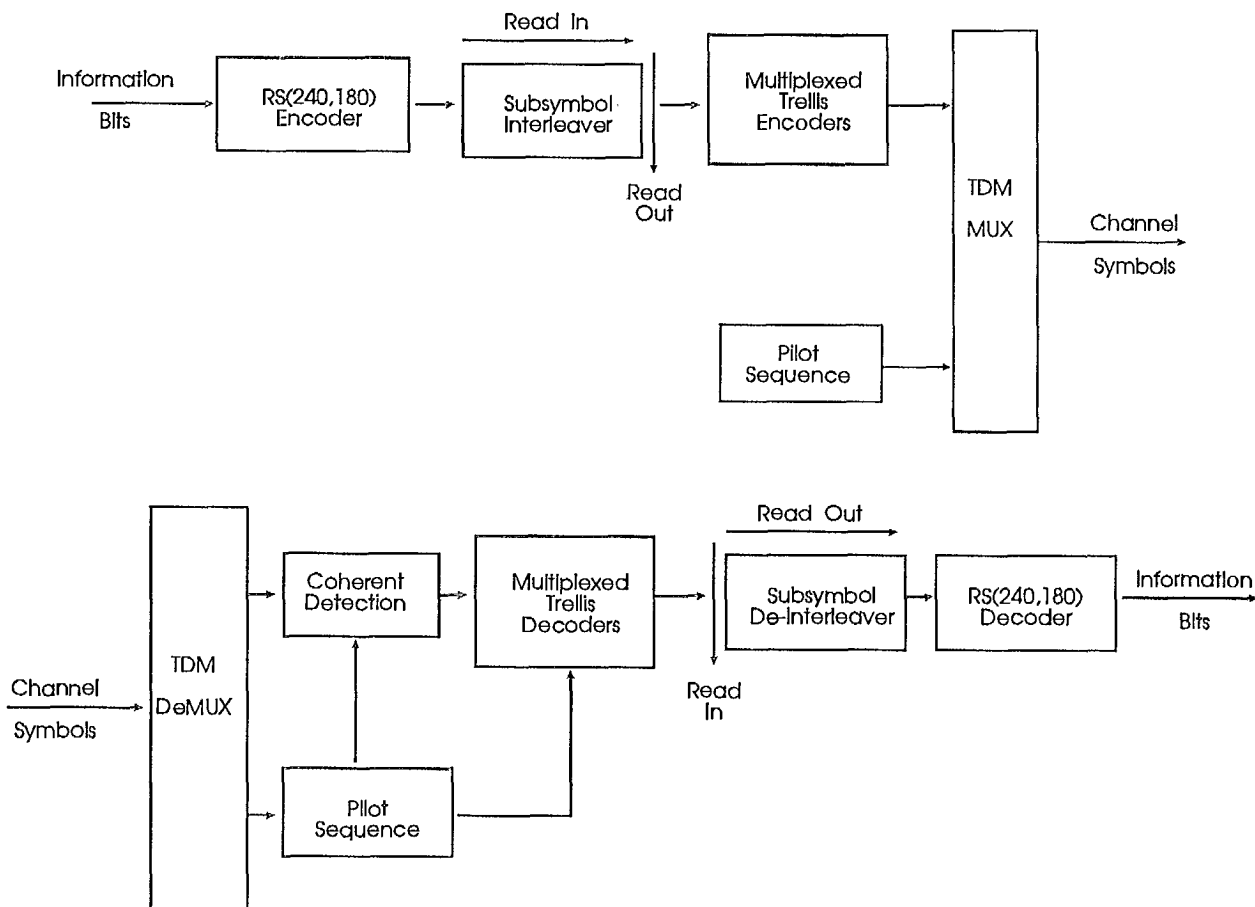 Read In
Information
Bits
RS(240,180)
Encoder
Subsymbol
Interleaver
Multiplexed
Trellis
Encoders
Read
Out
TDM
MUX
Channel
Symbols
Pilot
Sequence
Read Out
Coherent
Detection
Multiplexed
Trellis
Decoders
Subsymbol
De-Interleaver
RS(240,180)
Decoder
Information
Bits
TDM
DeMUX
Channel
Symbols
Read
In
Pilot
Sequence